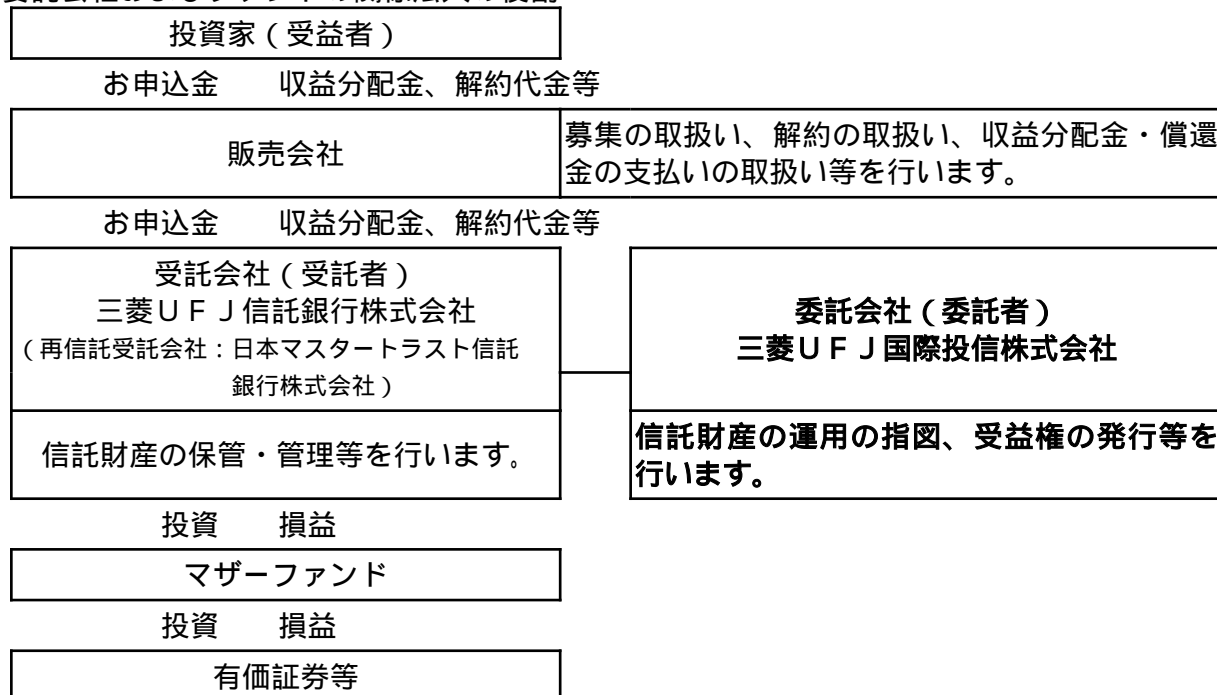 投資家（受益者）
お申込金　　収益分配金、解約代金等
販売会社
募集の取扱い、解約の取扱い、収益分配金・償還
金の支払いの取扱い等を行います。
お申込金　　収益分配金、解約代金等
受託会社（受託者）
三菱ＵＦＪ信託銀行株式会社
（再信託受託会社：日本マスタートラスト信託
銀行株式会社）
委託会社（委託者）
三菱ＵＦＪ国際投信株式会社
信託財産の保管・管理等を行います。
信託財産の運用の指図、受益権の発行等を
行います。
投資　　損益
マザーファンド
投資　　損益
有価証券等